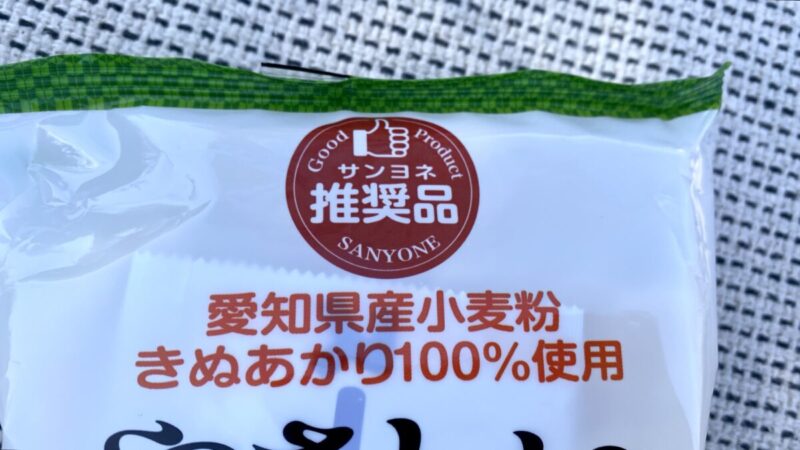 Good Product
サンヨネ
推奨品
SANYONE
愛知県産小麦粉
きぬあかり100%使用